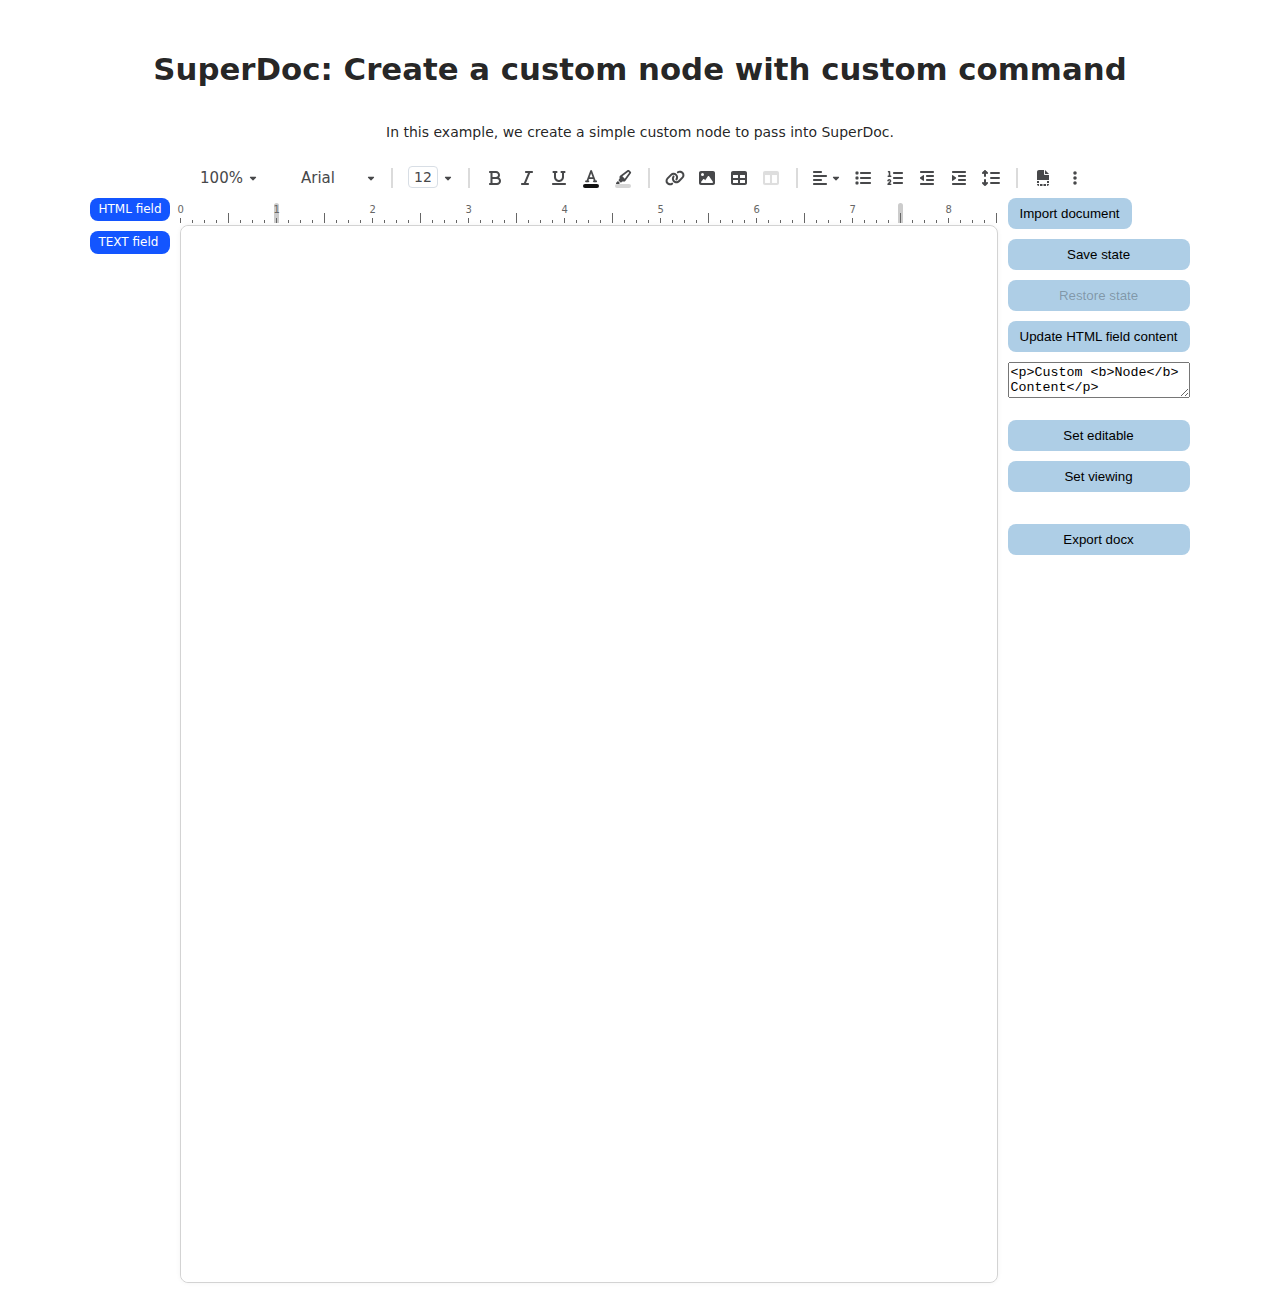 SuperDoc: Create a custom node with custom command
In this example, we create a simple custom node to pass into SuperDoc.
100% Arial 12
HTML field
TEXT field
0 1 2 3 4 5 6 7 8
Import document
Save state
Restore state
Update HTML field content
<p>Custom <b>Node</b>
Content</p>
Set editable
Set viewing
Export docx